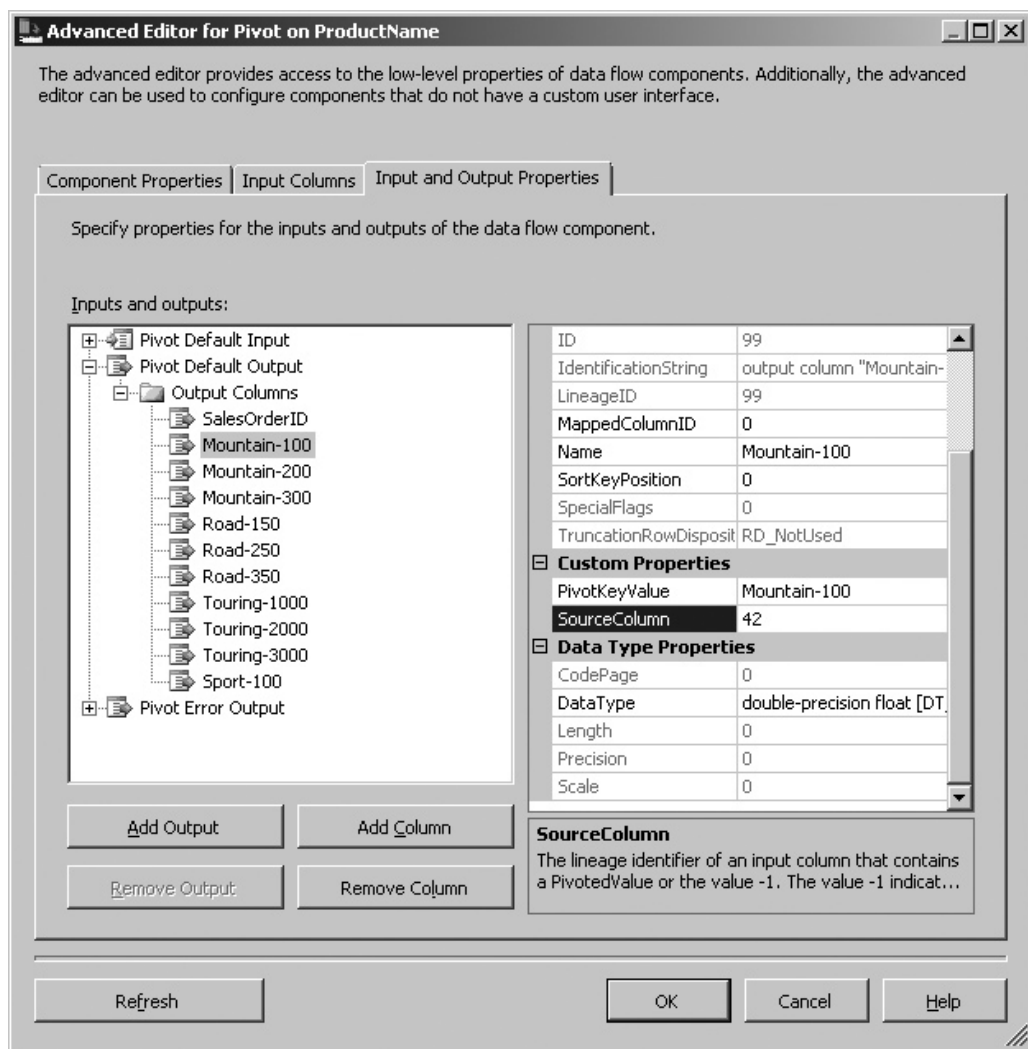 Advanced Editor for Pivot on ProductName
The advanced editor provides access to the low-level properties of data flow components. Additionally, the advanced
editor can be used to configure components that do not have a custom user interface.
Component Properties
Input Columns
Input and Output Properties
Specify properties for the inputs and outputs of the data flow component.
Inputs and outputs:
Pivot Default Input
Pivot Default Output
Output Columns
SalesOrderID
Mountain-100
Mountain-200
Mountain-300
Road-150
Road-250
Road-350
Touring-1000
Touring-2000
Touring-3000
Sport-100
Pivot Error Output
Add Output
Add Column
Remove Output
Remove Column
ID 99
IdentificationString output column "Mountain-
LineageID 99
MappedColumnID 0
Name Mountain-100
SortKeyPosition 0
SpecialFlags 0
TruncationRowDisposit RD_NotUsed
Custom Properties
PivotKeyValue Mountain-100
SourceColumn 42
Data Type Properties
CodePage 0
DataType double-precision float [DT_
Length 0
Precision 0
Scale 0
SourceColumn
The lineage identifier of an input column that contains
a PivotedValue or the value -1. The value -1 indicat...
Refresh
OK
Cancel
Help